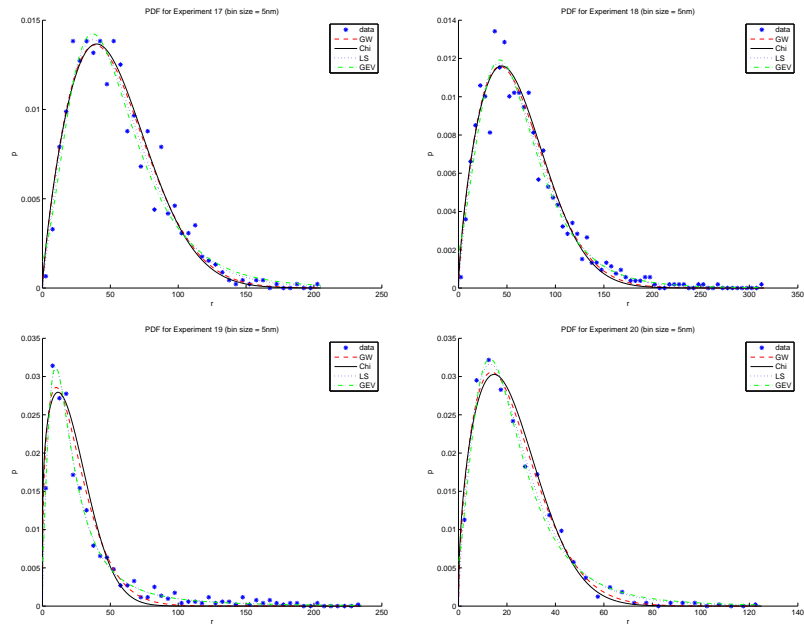 PDF for Experiment 17 (bin size = 5nm)
data
GW
Chi
LS
GEV
0.015
0.01
0.005
0
p
0
50
100
150
200
250
r
PDF for Experiment 18 (bin size = 5nm)
data
GW
Chi
LS
GEV
0.014
0.012
0.01
0.008
0.006
0.004
0.002
0
p
0
50
100
150
200
250
300
350
r
PDF for Experiment 19 (bin size = 5nm)
data
GW
Chi
LS
GEV
0.035
0.03
0.025
0.02
0.015
0.01
0.005
0
p
0
50
100
150
200
250
r
PDF for Experiment 20 (bin size = 5nm)
data
GW
Chi
LS
GEV
0.035
0.03
0.025
0.02
0.015
0.01
0.005
0
p
0
20
40
60
80
100
120
140
r